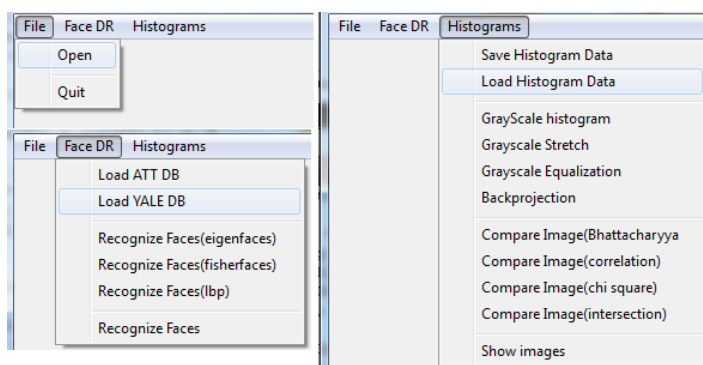 File Face DR Histograms
Open
Quit
File Face DR Histograms
Load ATT DB
Load YALE DB
Recognize Faces(eigenfaces)
Recognize Faces(fisherfaces)
Recognize Faces(lbp)
Recognize Faces
File Face DR Histograms
Save Histogram Data
Load Histogram Data
GrayScale histogram
Grayscale Stretch
Grayscale Equalization
Backprojection
Compare Image(Bhattacharyya
Compare Image(correlation)
Compare Image(chi square)
Compare Image(intersection)
Show images